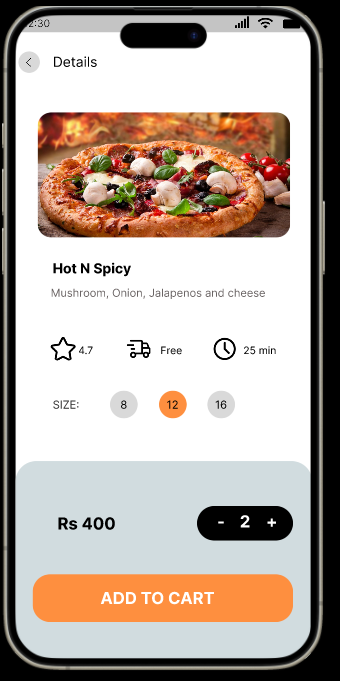 2:30
Details
Hot N Spicy
Mushroom, Onion, Jalapenos and cheese
4.7 Free 25 min
SIZE: 8 12 16
Rs 400 - 2 +
ADD TO CART